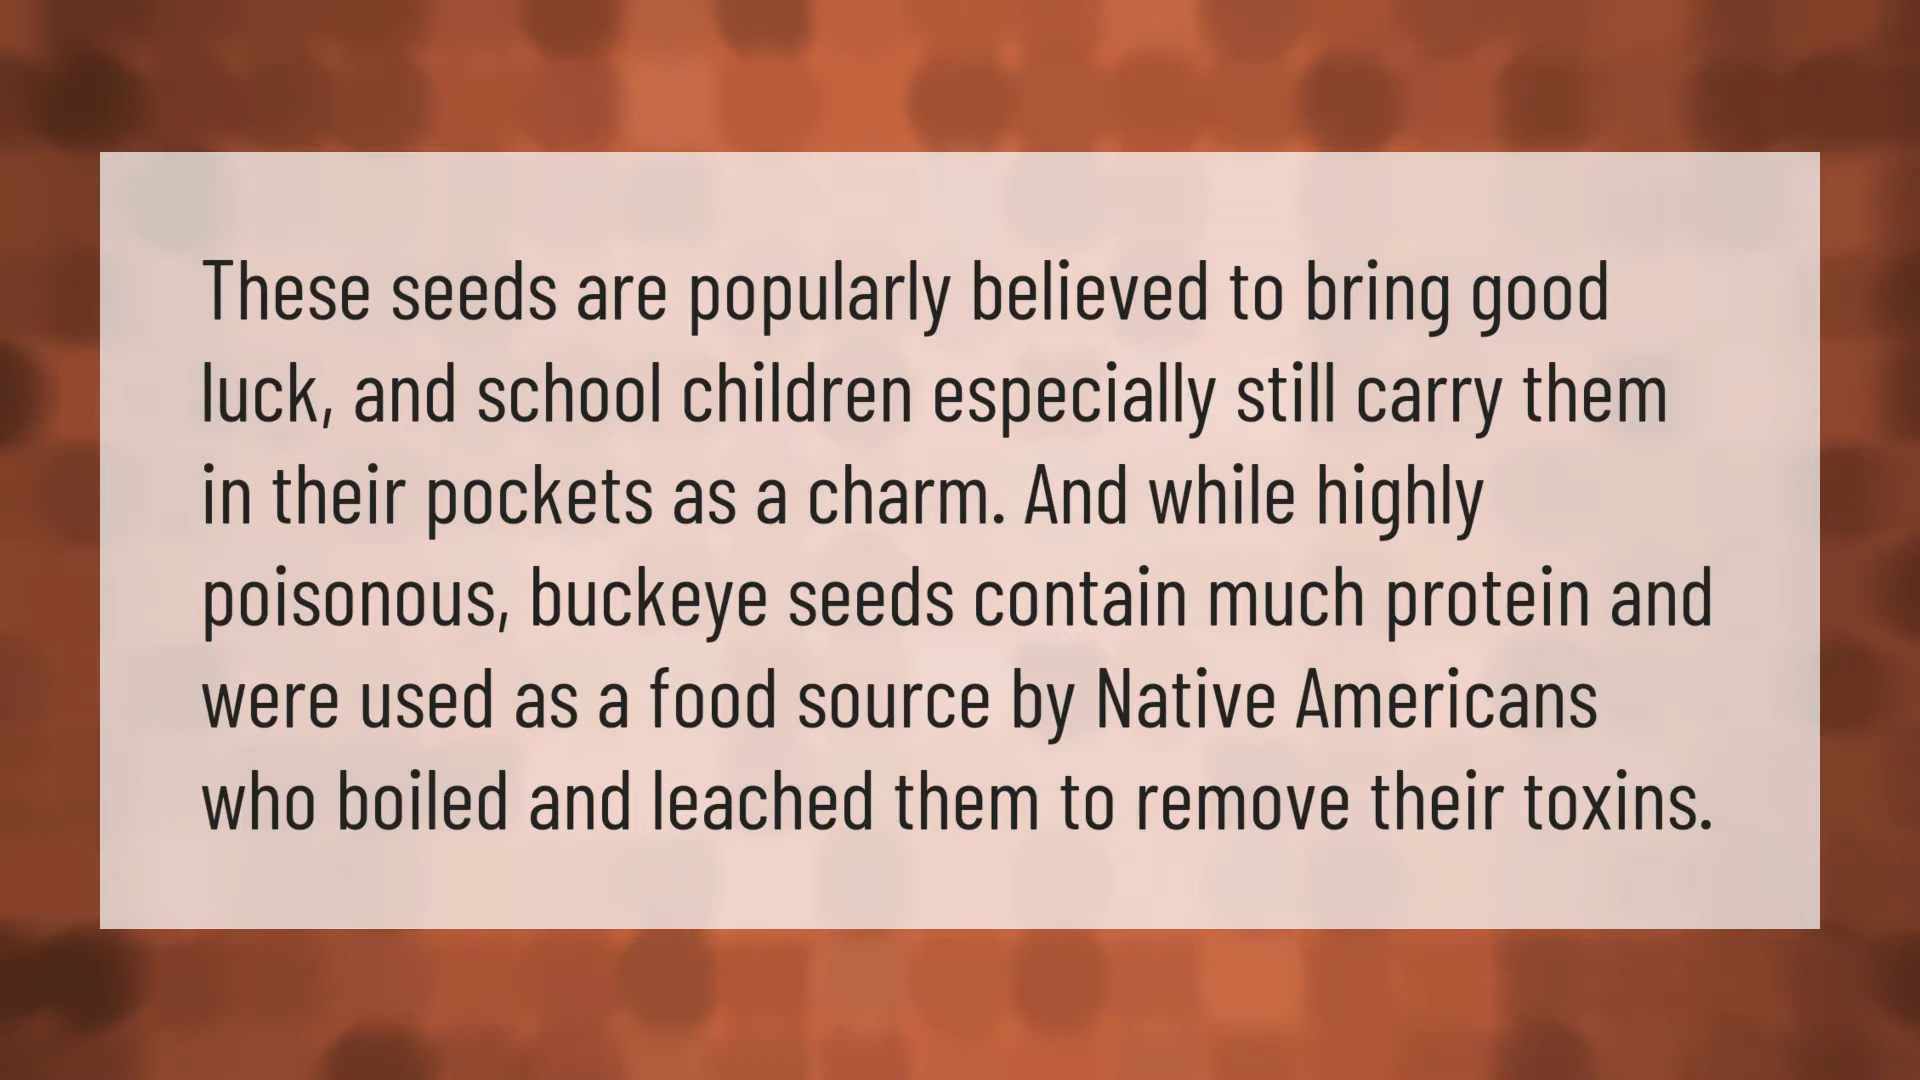 These seeds are popularly believed to bring good
luck, and school children especially still carry them
in their pockets as a charm. And while highly
poisonous, buckeye seeds contain much protein and
were used as a food source by Native Americans
who boiled and leached them to remove their toxins.